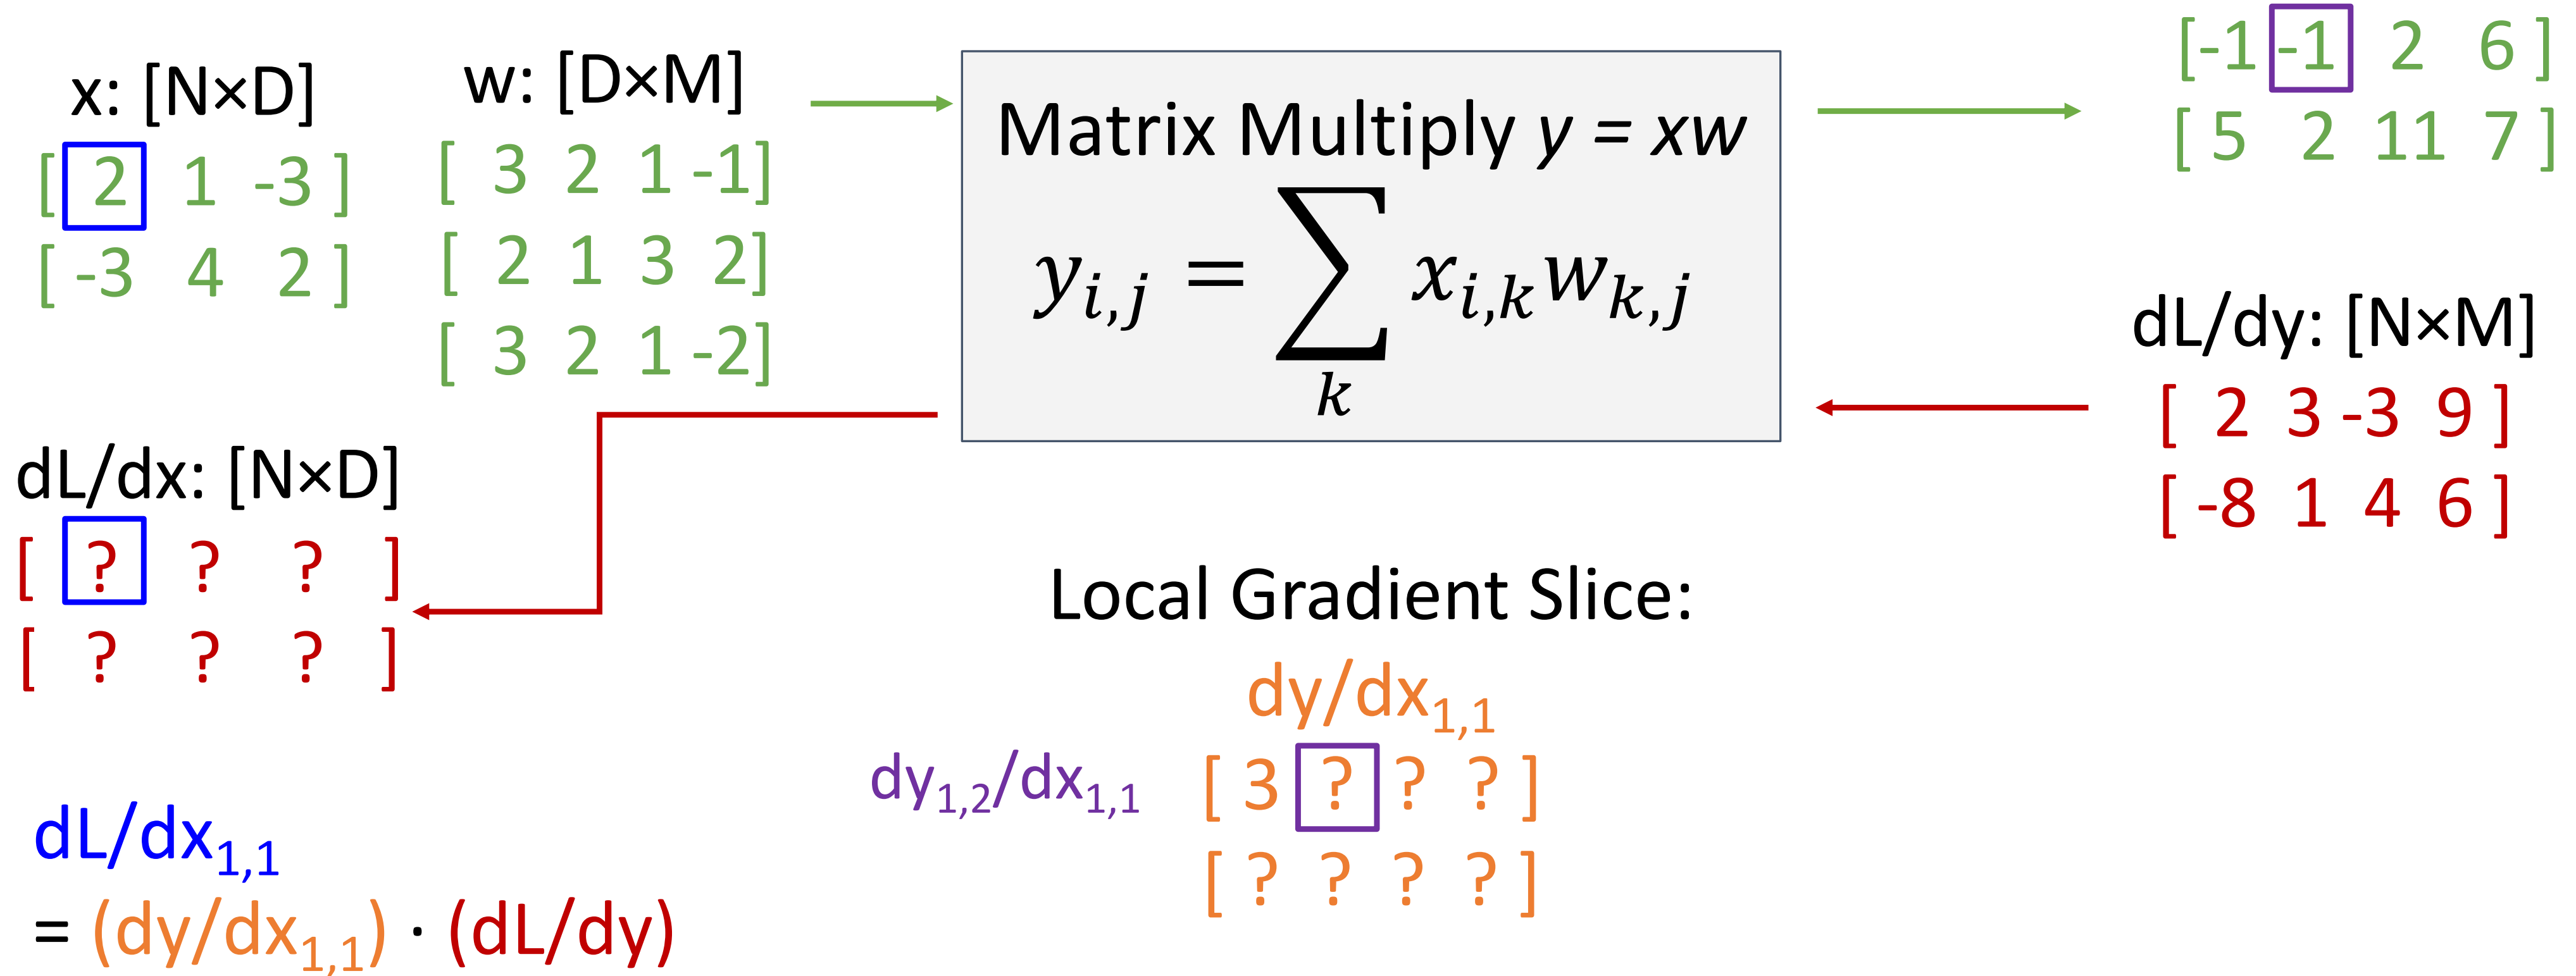 x: [N×D]
[ 2 1 -3 ]
[ -3 4 2 ]
w: [D×M]
[ 3 2 1 -1]
[ 2 1 3 2]
[ 3 2 1 -2]
Matrix Multiply y = xw
y_{i,j} = ∑_k x_{i,k}w_{k,j}
[-1 -1 2 6 ]
[ 5 2 11 7 ]
dL/dy: [N×M]
[ 2 3 -3 9 ]
[ -8 1 4 6 ]
dL/dx: [N×D]
[ ? ? ? ]
[ ? ? ? ]
Local Gradient Slice:
dy/dx_{1,1}
dy_{1,2}/dx_{1,1} [ 3 ? ? ? ]
[ ? ? ? ? ]
dL/dx_{1,1}
= (dy/dx_{1,1}) · (dL/dy)